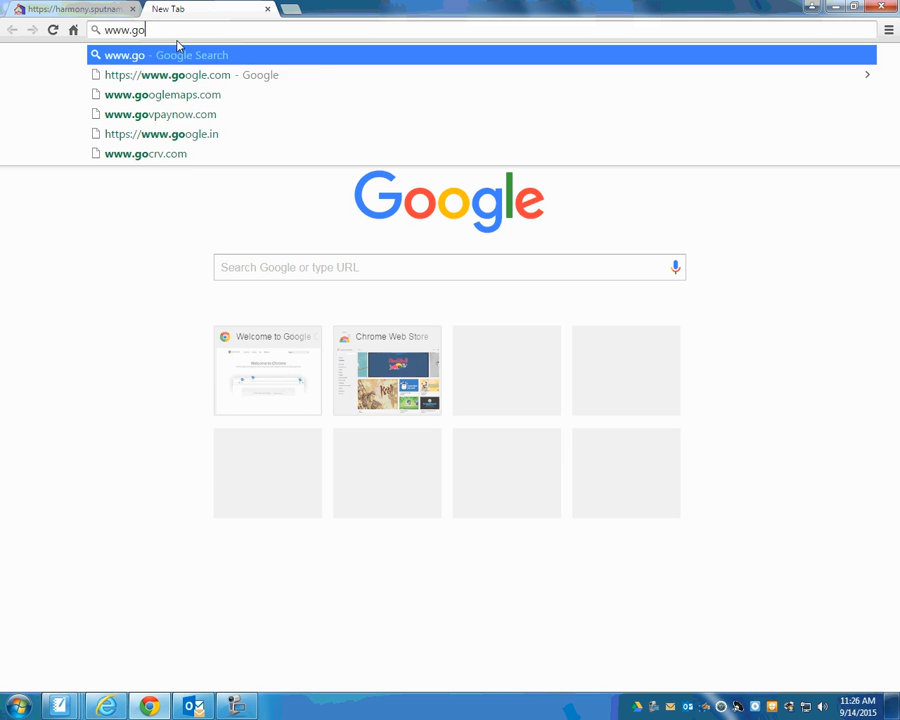 https://harmony.sputnam
New Tab
www.go
www.go - Google Search
https://www.google.com - Google
www.googlemaps.com
www.govpaynow.com
https://www.google.in
www.gocrv.com
Google
Search Google or type URL
Welcome to Google
Chrome Web Store
11:26 AM
9/14/2015